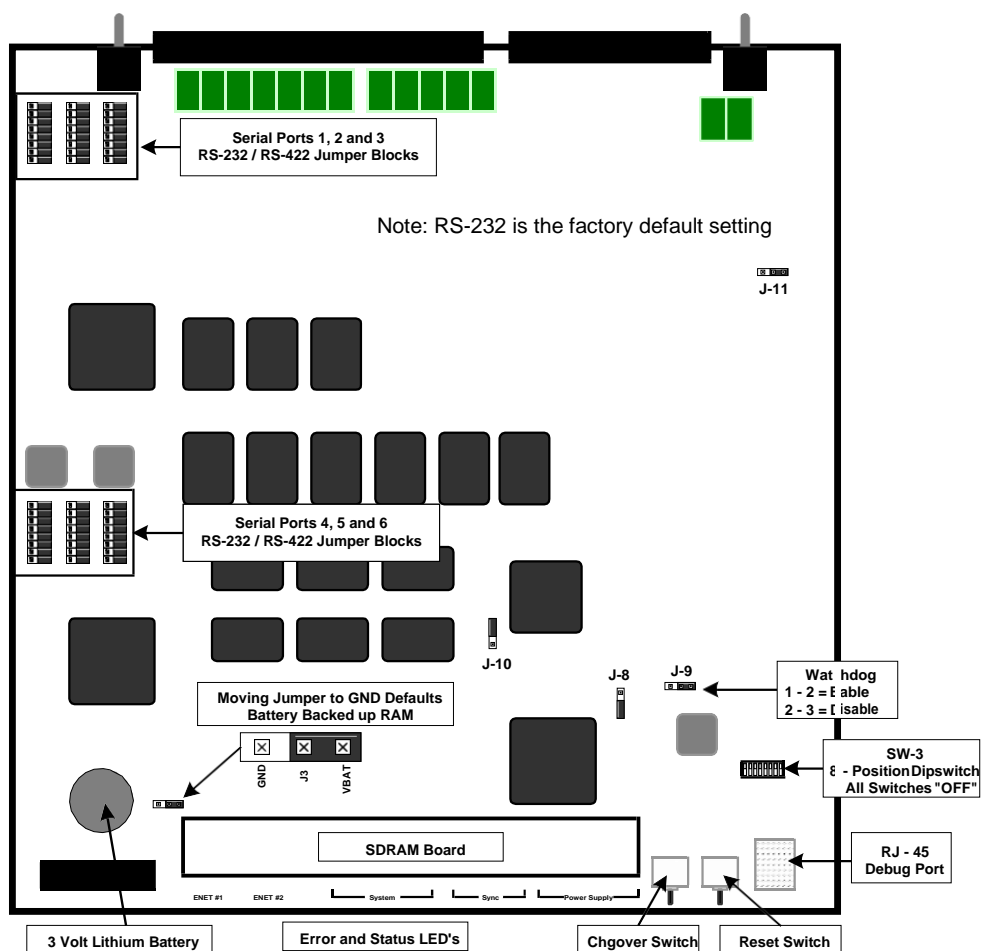 Serial Ports 1, 2 and 3
RS-232 / RS-422 Jumper Blocks
Note: RS-232 is the factory default setting
J-11
Serial Ports 4, 5 and 6
RS-232 / RS-422 Jumper Blocks
J-10
J-8
J-9
Watchdog
1 - 2 = Enable
2 - 3 = Disable
Moving Jumper to GND Defaults
Battery Backed up RAM
GND
J3
VBAT
SW-3
8 - Position Dipswitch
All Switches "OFF"
SDRAM Board
RJ - 45
Debug Port
ENET #1
ENET #2
System
Sync
Power Supply
3 Volt Lithium Battery
Error and Status LED's
Chgover Switch
Reset Switch